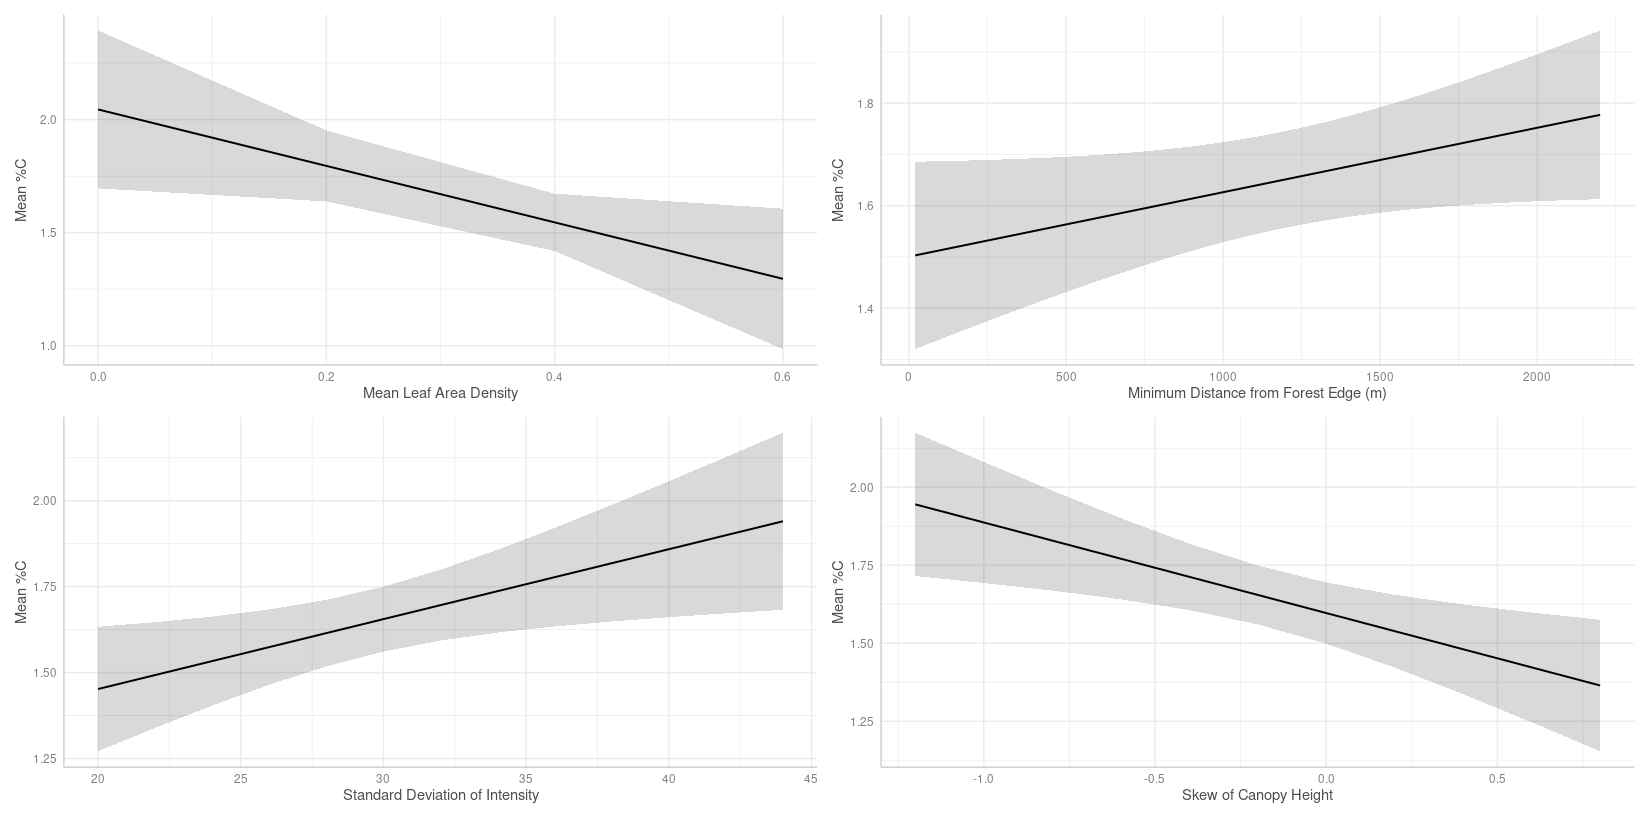 Mean %C
2.0
1.5
1.0
0.0 0.2 0.4 0.6
Mean Leaf Area Density
Mean %C
1.8
1.6
1.4
0 500 1000 1500 2000
Minimum Distance from Forest Edge (m)
Mean %C
2.00
1.75
1.50
1.25
20 25 30 35 40 45
Standard Deviation of Intensity
Mean %C
2.00
1.75
1.50
1.25
-1.0 -0.5 0.0 0.5
Skew of Canopy Height